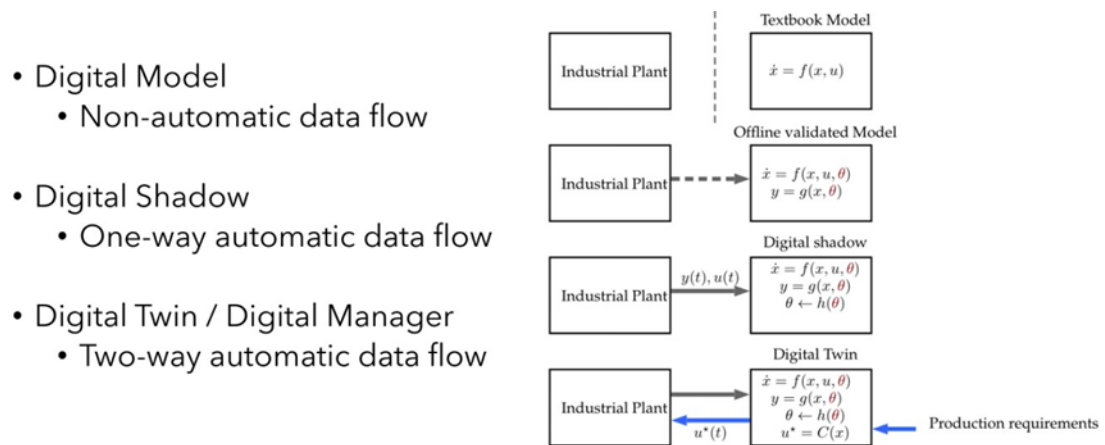 • Digital Model
• Non-automatic data flow
• Digital Shadow
• One-way automatic data flow
• Digital Twin / Digital Manager
• Two-way automatic data flow
Textbook Model
Industrial Plant
ẋ = f(x, u)
Offline validated Model
Industrial Plant
ẋ = f(x, u, θ)
y = g(x, θ)
Digital shadow
Industrial Plant
y(t), u(t)
ẋ = f(x, u, θ)
y = g(x, θ)
θ ← h(θ)
Digital Twin
Industrial Plant
u*(t)
ẋ = f(x, u, θ)
y = g(x, θ)
θ ← h(θ)
u* = C(x)
Production requirements